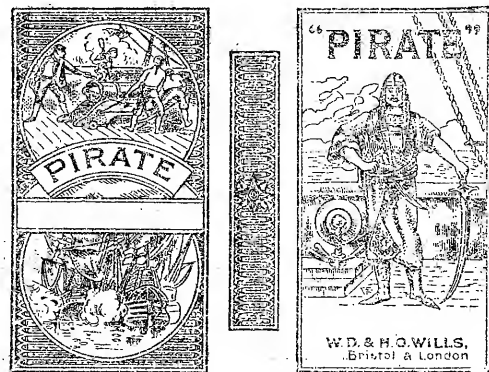 PIRATE
"PIRATE"
W.D. & H.O. WILLS,
Bristol & London